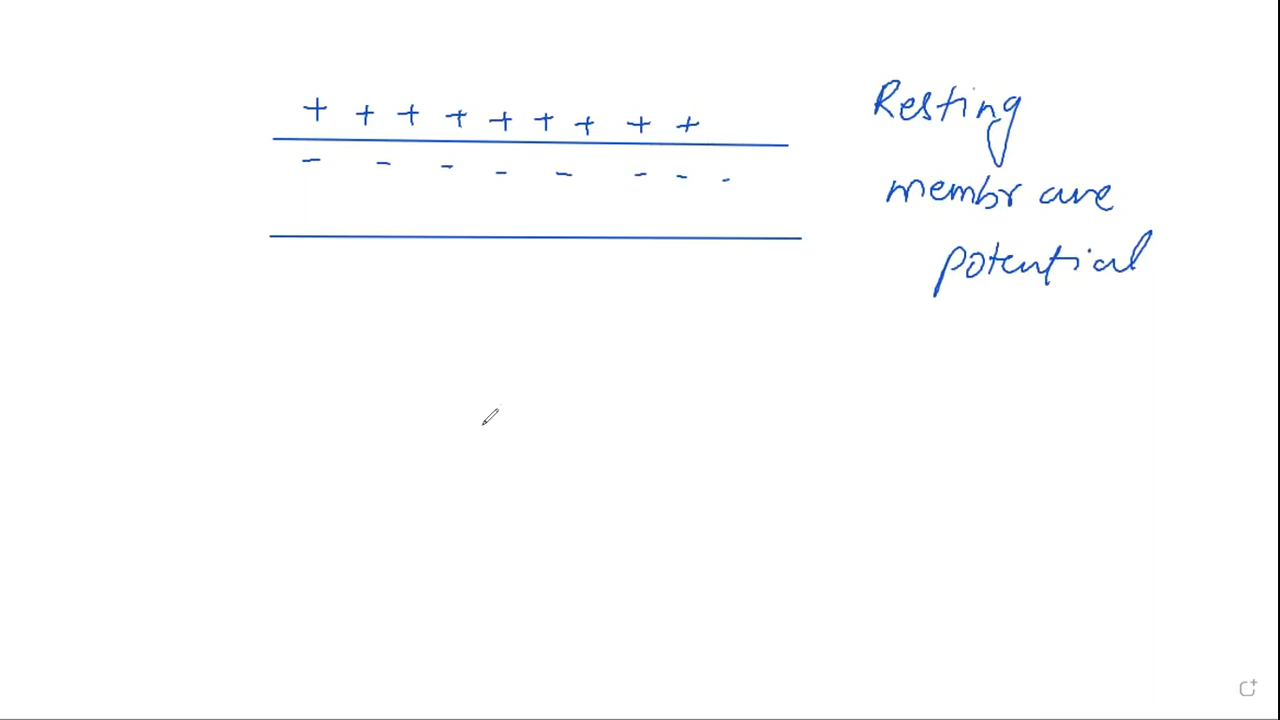 + + + + + + + + +
- - - - - - - -
Resting
membrane
potential